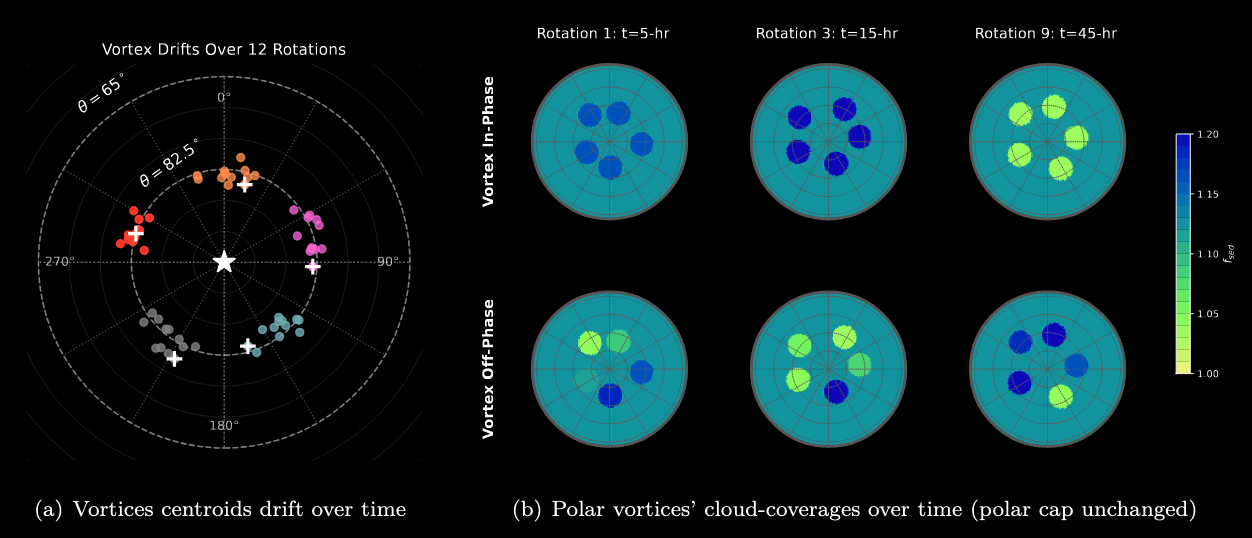 Vortex Drifts Over 12 Rotations
θ = 65°
θ = 82.5°
0°
270°
90°
180°
(a) Vortices centroids drift over time
Rotation 1: t=5-hr
Rotation 3: t=15-hr
Rotation 9: t=45-hr
Vortex In-Phase
Vortex Off-Phase
1.20
1.15
1.10
1.05
1.00
f_sed
(b) Polar vortices' cloud-coverages over time (polar cap unchanged)